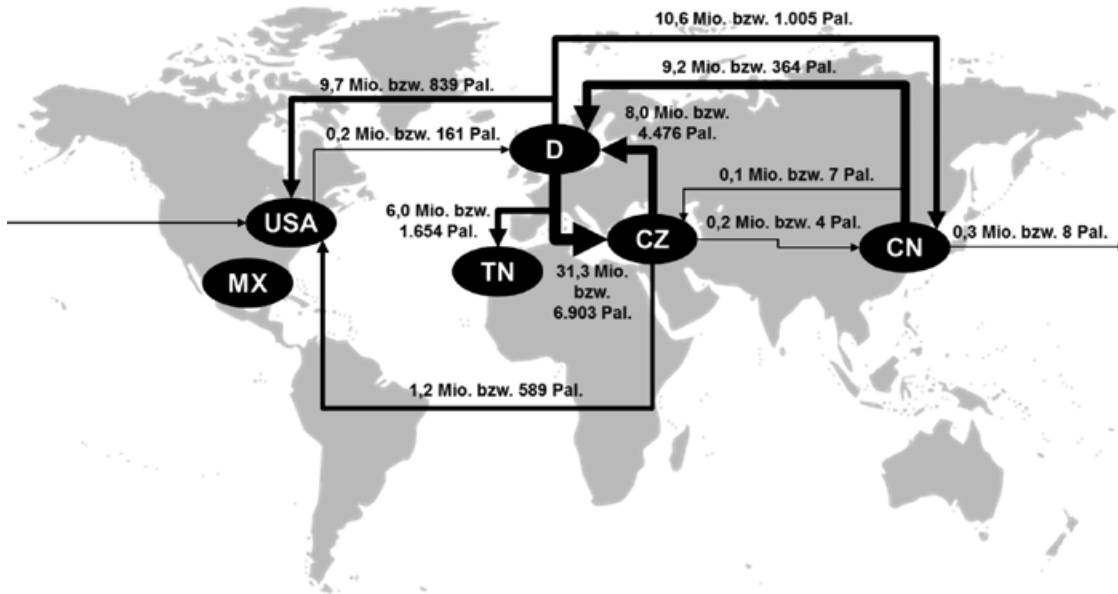 10,6 Mio. bzw. 1.005 Pal.
9,2 Mio. bzw. 364 Pal.
9,7 Mio. bzw. 839 Pal.
8,0 Mio. bzw.
4.476 Pal.
0,2 Mio. bzw. 161 Pal.
D
0,1 Mio. bzw. 7 Pal.
6,0 Mio. bzw.
1.654 Pal.
USA
0,2 Mio. bzw. 4 Pal.
CZ
CN
0,3 Mio. bzw. 8 Pal.
TN
MX
31,3 Mio.
bzw.
6.903 Pal.
1,2 Mio. bzw. 589 Pal.